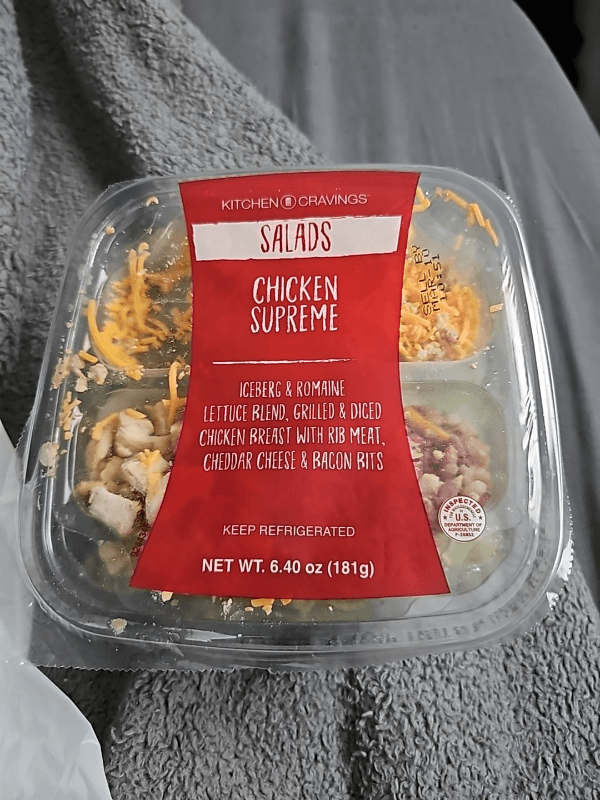 KITCHEN CRAVINGS™
SALADS
CHICKEN
SUPREME
ICEBERG & ROMAINE
LETTUCE BLEND, GRILLED & DICED
CHICKEN BREAST WITH RIB MEAT,
CHEDDAR CHEESE & BACON BITS
KEEP REFRIGERATED
NET WT. 6.40 oz (181g)
SELL BY
INSPECTED
U.S.
DEPARTMENT OF
AGRICULTURE